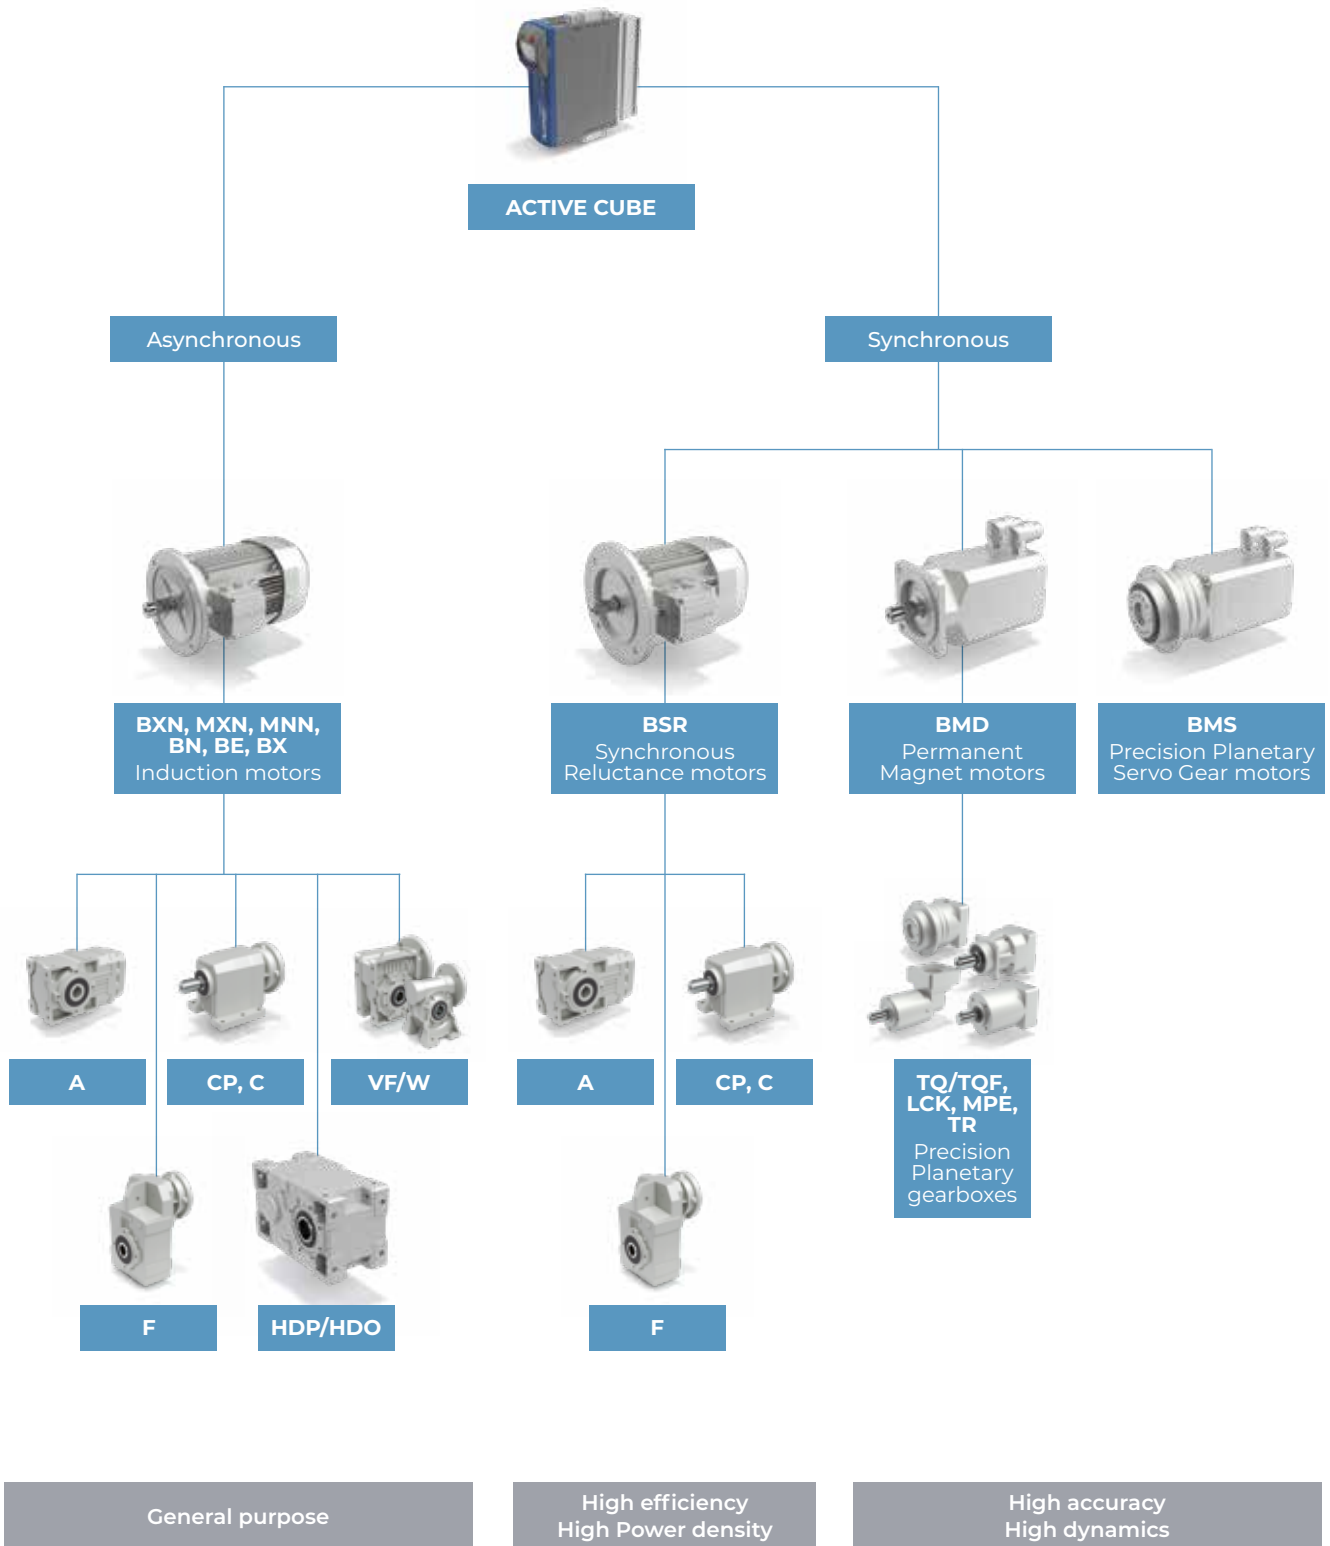 ACTIVE CUBE
Asynchronous
Synchronous
BXN, MXN, MNN,
BN, BE, BX
Induction motors
BSR
Synchronous
Reluctance motors
BMD
Permanent
Magnet motors
BMS
Precision Planetary
Servo Gear motors
A
CP, C
VF/W
A
CP, C
TQ/TQF,
LCK, MPE,
TR
Precision
Planetary
gearboxes
F
HDP/HDO
F
General purpose
High efficiency
High Power density
High accuracy
High dynamics